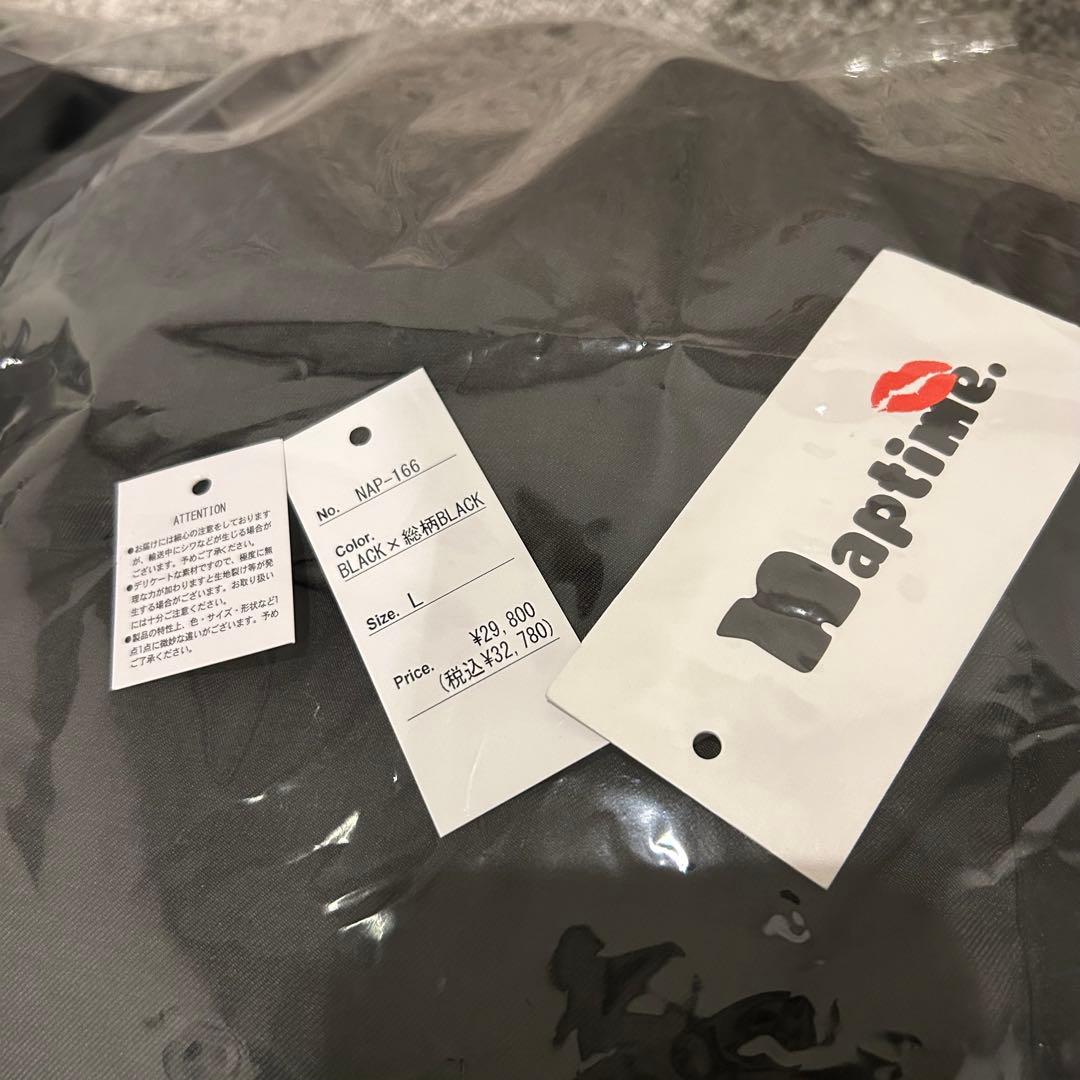 ATTENTION
●お届けには細心の注意をしております
が、輸送中にシワなどが生じる場合が
ございます。予めご了承ください。
●デリケートな素材ですので、極度に無
理な力が加わりますと生地裂け等が発
生する場合がございます。お取り扱い
には十分ご注意ください。
●製品の特性上、色・サイズ・形状など1
点1点に微妙な違いがございます。予め
ご了承ください。
No. NAP-166
Color.
BLACK×総柄BLACK
Size. L
¥29,800
Price. (税込¥32,780)
naptime.